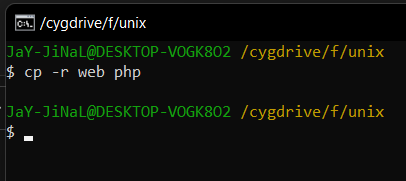 /cygdrive/f/unix
JaY-JiNaL@DESKTOP-VOGK8O2 /cygdrive/f/unix
$ cp -r web php
JaY-JiNaL@DESKTOP-VOGK8O2 /cygdrive/f/unix
$